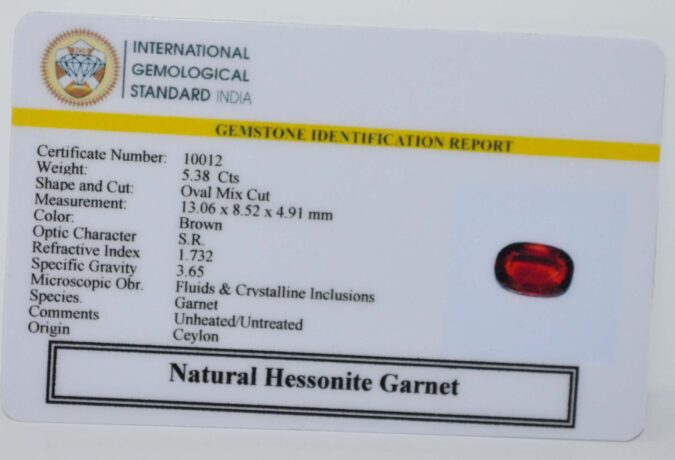 INTERNATIONAL
GEMOLOGICAL
STANDARD INDIA
GEMSTONE IDENTIFICATION REPORT
Certificate Number: 10012
Weight: 5.38 Cts
Shape and Cut: Oval Mix Cut
Measurement: 13.06 x 8.52 x 4.91 mm
Color: Brown
Optic Character S.R.
Refractive Index 1.732
Specific Gravity 3.65
Microscopic Obr. Fluids & Crystalline Inclusions
Species. Garnet
Comments Unheated/Untreated
Origin Ceylon
Natural Hessonite Garnet